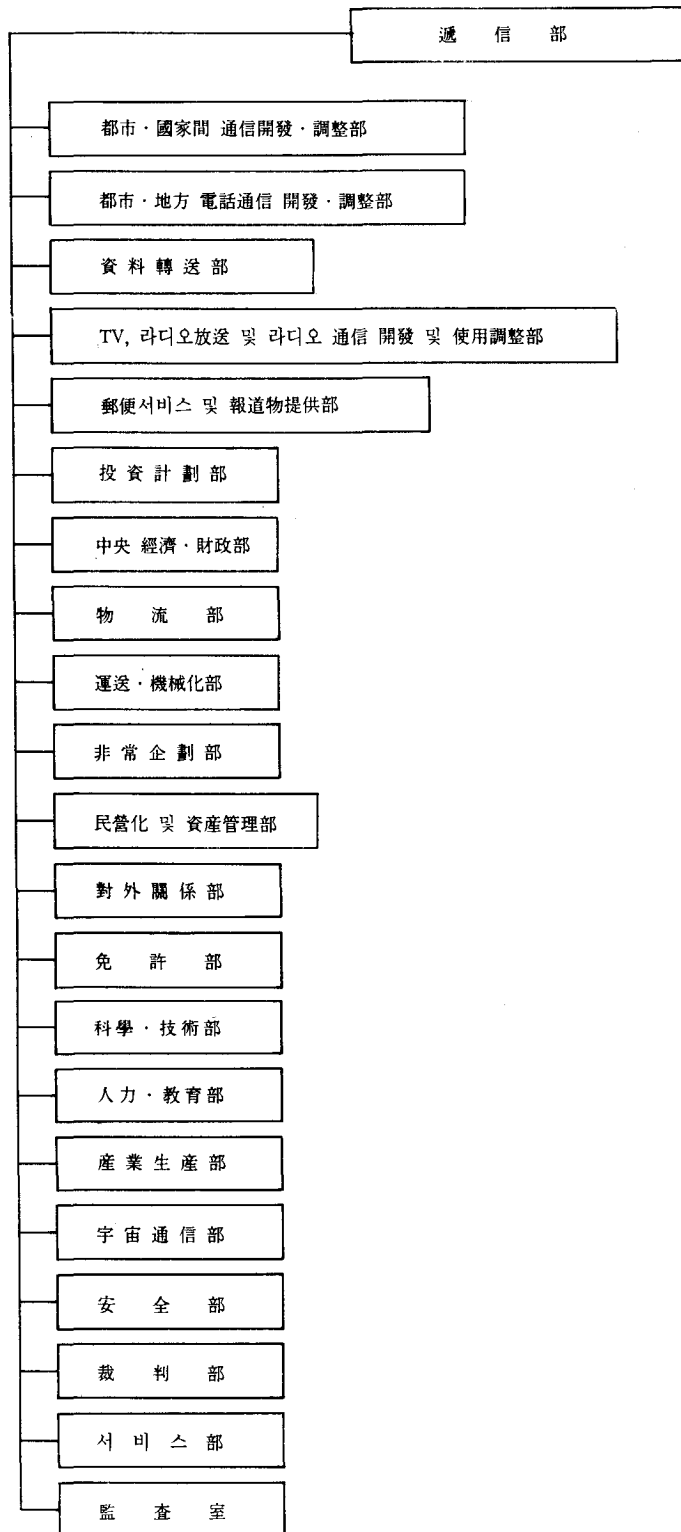 遞信部
都市·國家間 通信開發·調整部
都市·地方 電話通信 開發·調整部
資料轉送部
TV, 라디오放送 및 라디오 通信 開發 및 使用調整部
郵便서비스 및 報道物提供部
投資計劃部
中央 經濟·財政部
物流部
運送·機械化部
非常企劃部
民營化 및 資産管理部
對外關係部
免許部
科學·技術部
人力·教育部
産業生産部
宇宙通信部
安全部
裁判部
서비스部
監査室